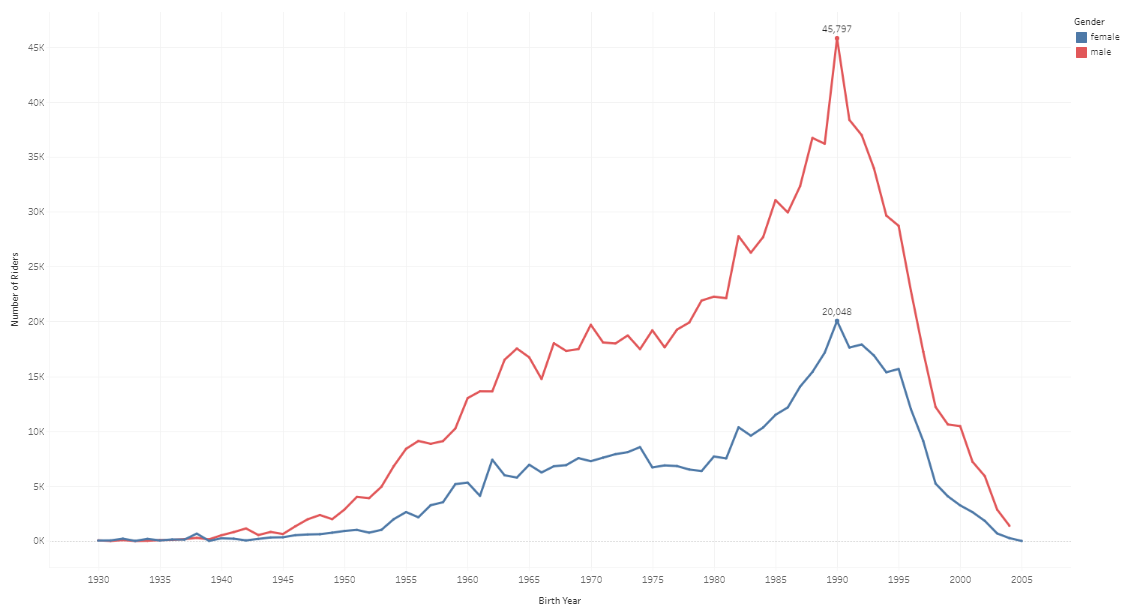 Gender
female
male
45,797
20,048
45K
40K
35K
30K
25K
20K
15K
10K
5K
0K
Number of Riders
1930 1935 1940 1945 1950 1955 1960 1965 1970 1975 1980 1985 1990 1995 2000 2005
Birth Year